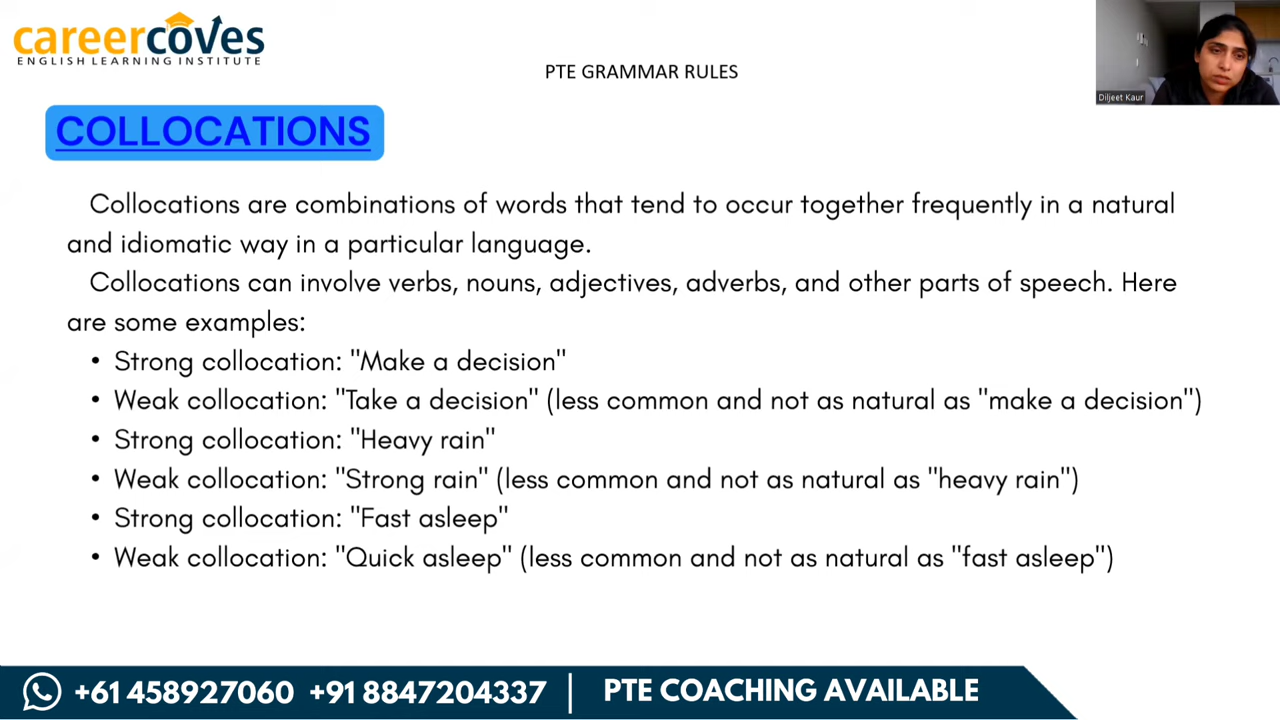 careercoves
ENGLISH LEARNING INSTITUTE
PTE GRAMMAR RULES
Diljeet Kaur
COLLOCATIONS
Collocations are combinations of words that tend to occur together frequently in a natural
and idiomatic way in a particular language.
Collocations can involve verbs, nouns, adjectives, adverbs, and other parts of speech. Here
are some examples:
• Strong collocation: "Make a decision"
• Weak collocation: "Take a decision" (less common and not as natural as "make a decision")
• Strong collocation: "Heavy rain"
• Weak collocation: "Strong rain" (less common and not as natural as "heavy rain")
• Strong collocation: "Fast asleep"
• Weak collocation: "Quick asleep" (less common and not as natural as "fast asleep")
+61 458927060 +91 8847204337 | PTE COACHING AVAILABLE